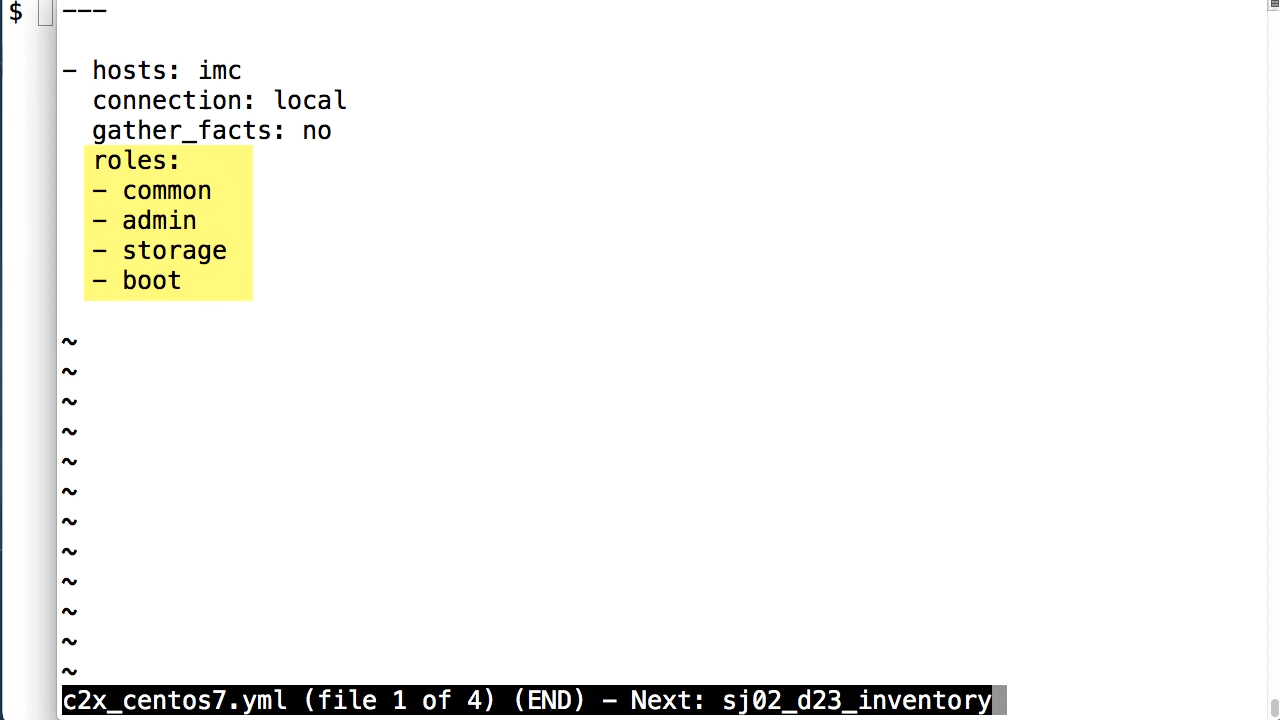 $
---
- hosts: imc
connection: local
gather_facts: no
roles:
- common
- admin
- storage
- boot
~
~
~
~
~
~
~
~
~
~
~
~
c2x_centos7.yml (file 1 of 4) (END) - Next: sj02_d23_inventory